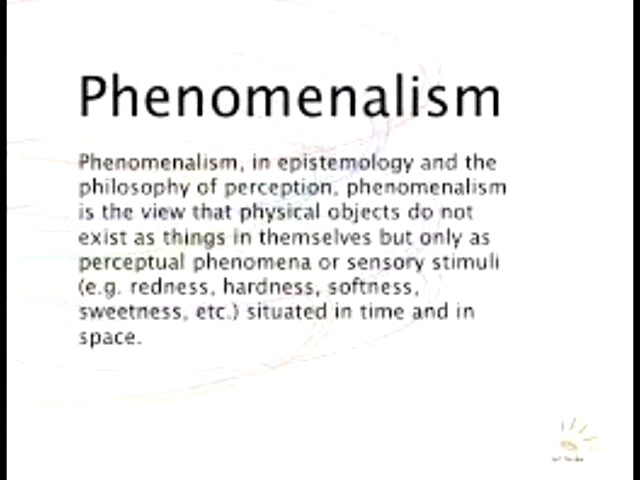 Phenomenalism
Phenomenalism, in epistemology and the
philosophy of perception, phenomenalism
is the view that physical objects do not
exist as things in themselves but only as
perceptual phenomena or sensory stimuli
(e.g. redness, hardness, softness,
sweetness, etc.) situated in time and in
space.